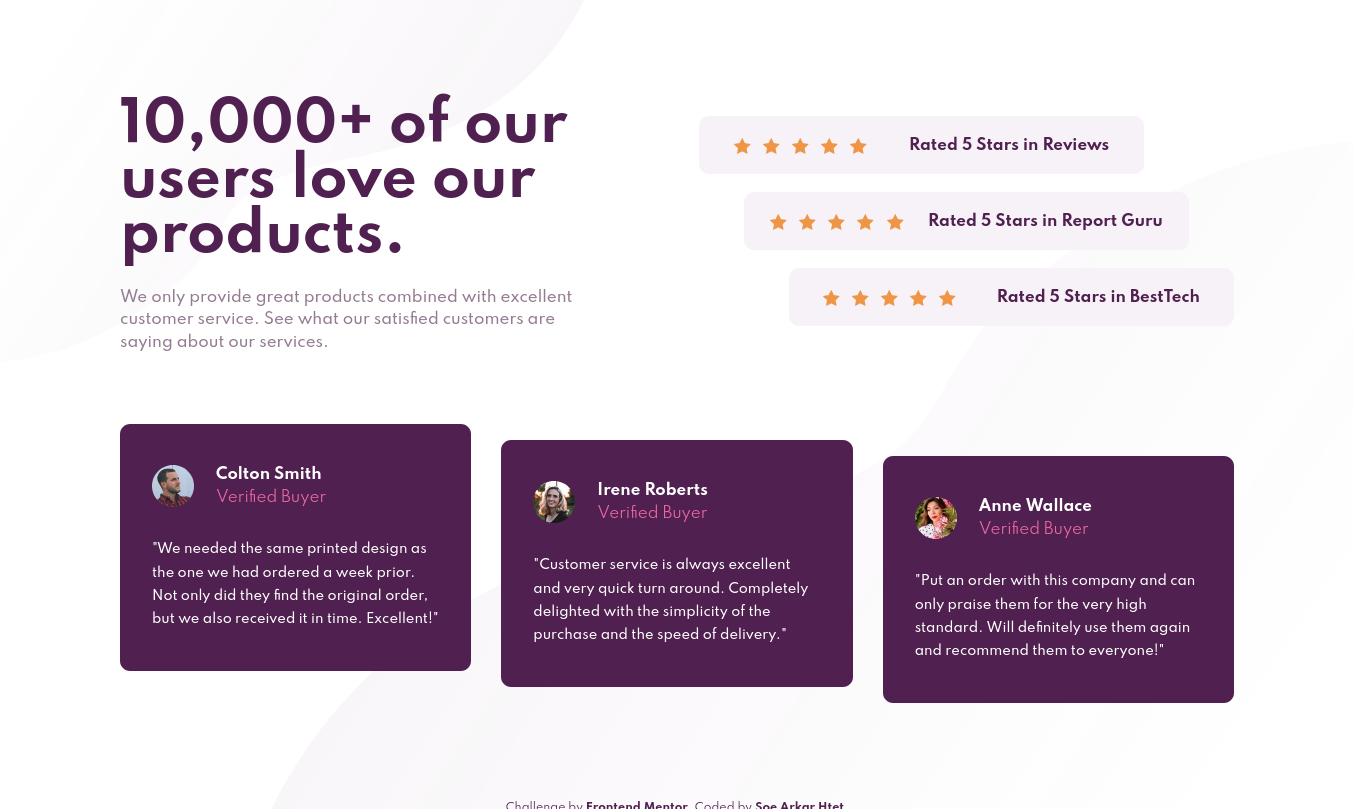 10,000+ of our
users love our
products.
We only provide great products combined with excellent
customer service. See what our satisfied customers are
saying about our services.
Rated 5 Stars in Reviews
Rated 5 Stars in Report Guru
Rated 5 Stars in BestTech
Colton Smith
Verified Buyer
"We needed the same printed design as
the one we had ordered a week prior.
Not only did they find the original order,
but we also received it in time. Excellent!"
Irene Roberts
Verified Buyer
"Customer service is always excellent
and very quick turn around. Completely
delighted with the simplicity of the
purchase and the speed of delivery."
Anne Wallace
Verified Buyer
"Put an order with this company and can
only praise them for the very high
standard. Will definitely use them again
and recommend them to everyone!"
Challenge by Frontend Mentor. Coded by Soe Arkar Htet.